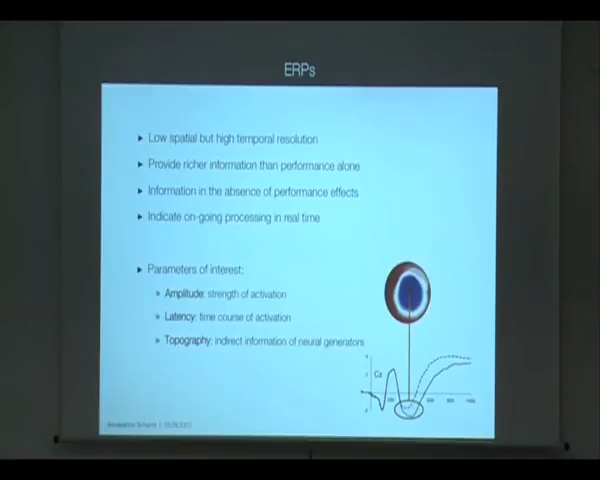 ERPs
Low spatial but high temporal resolution
Provide richer information than performance alone
Information in the absence of performance effects
Indicate on-going processing in real time
Parameters of interest:
Amplitude: strength of activation
Latency: time course of activation
Topography: indirect information of neural generators
Cz